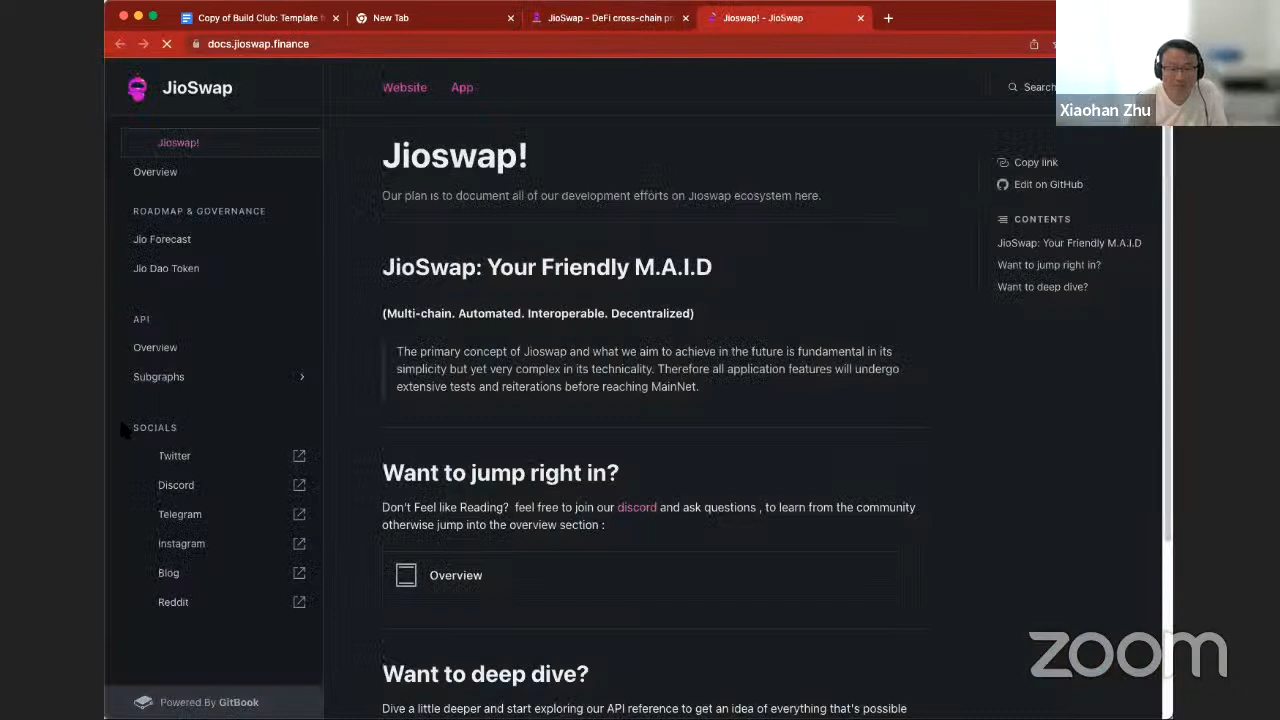 Copy of Build Club: Template
New Tab
JioSwap - DeFi cross-chain pr
Jioswap! - JioSwap
docs.jioswap.finance
JioSwap
Website
App
Search
Xiaohan Zhu
Jioswap!
Overview
ROADMAP & GOVERNANCE
Jio Forecast
Jio Dao Token
API
Overview
Subgraphs
SOCIALS
Twitter
Discord
Telegram
Instagram
Blog
Reddit
Powered By GitBook
Jioswap!
Our plan is to document all of our development efforts on Jioswap ecosystem here.
JioSwap: Your Friendly M.A.I.D
(Multi-chain. Automated. Interoperable. Decentralized)
The primary concept of Jioswap and what we aim to achieve in the future is fundamental in its
simplicity but yet very complex in its technicality. Therefore all application features will undergo
extensive tests and reiterations before reaching MainNet.
Want to jump right in?
Don't Feel like Reading? feel free to join our discord and ask questions , to learn from the community
otherwise jump into the overview section :
Overview
Want to deep dive?
Dive a little deeper and start exploring our API reference to get an idea of everything that's possible
Copy link
Edit on GitHub
CONTENTS
JioSwap: Your Friendly M.A.I.D
Want to jump right in?
Want to deep dive?
zoom